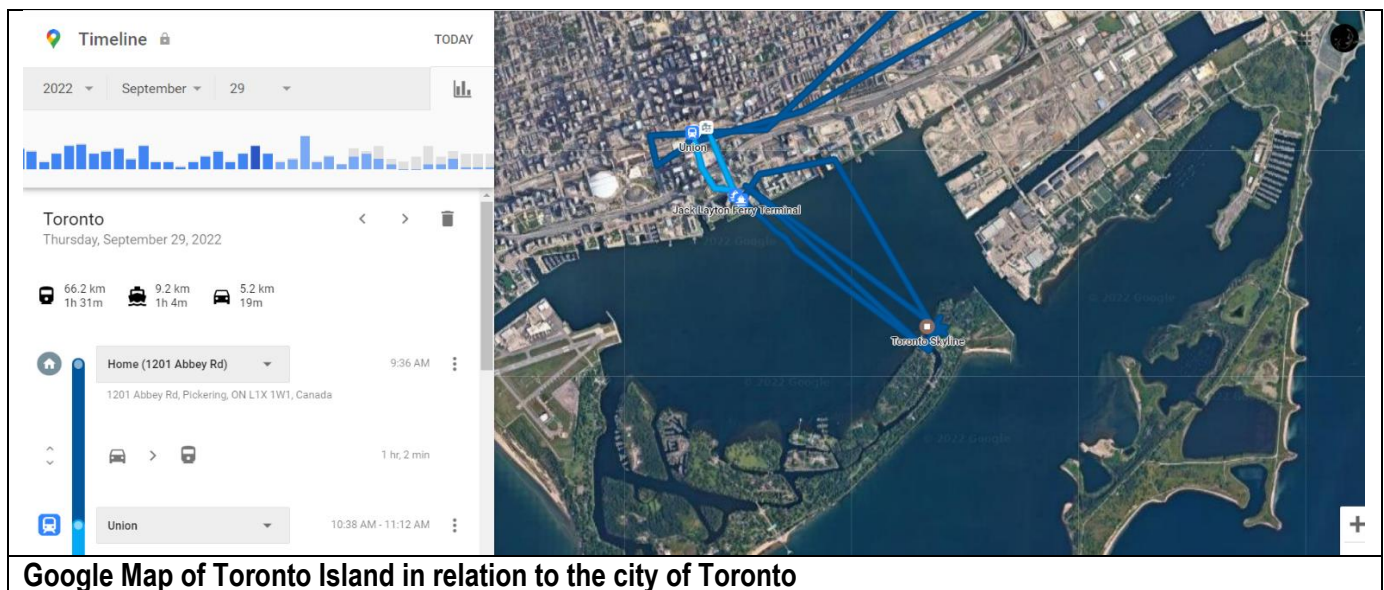 Timeline
TODAY
2022
September
29
Toronto
Thursday, September 29, 2022
66.2 km
1h 31m
9.2 km
1h 4m
5.2 km
19m
Home (1201 Abbey Rd)
9:36 AM
1201 Abbey Rd, Pickering, ON L1X 1W1, Canada
1 hr, 2 min
Union
10:38 AM - 11:12 AM
Union
Jack Layton Ferry Terminal
2022 Google
Toronto Skyline
© 2022 Google
© 2022 Google
© 2022 Google
Google Map of Toronto Island in relation to the city of Toronto